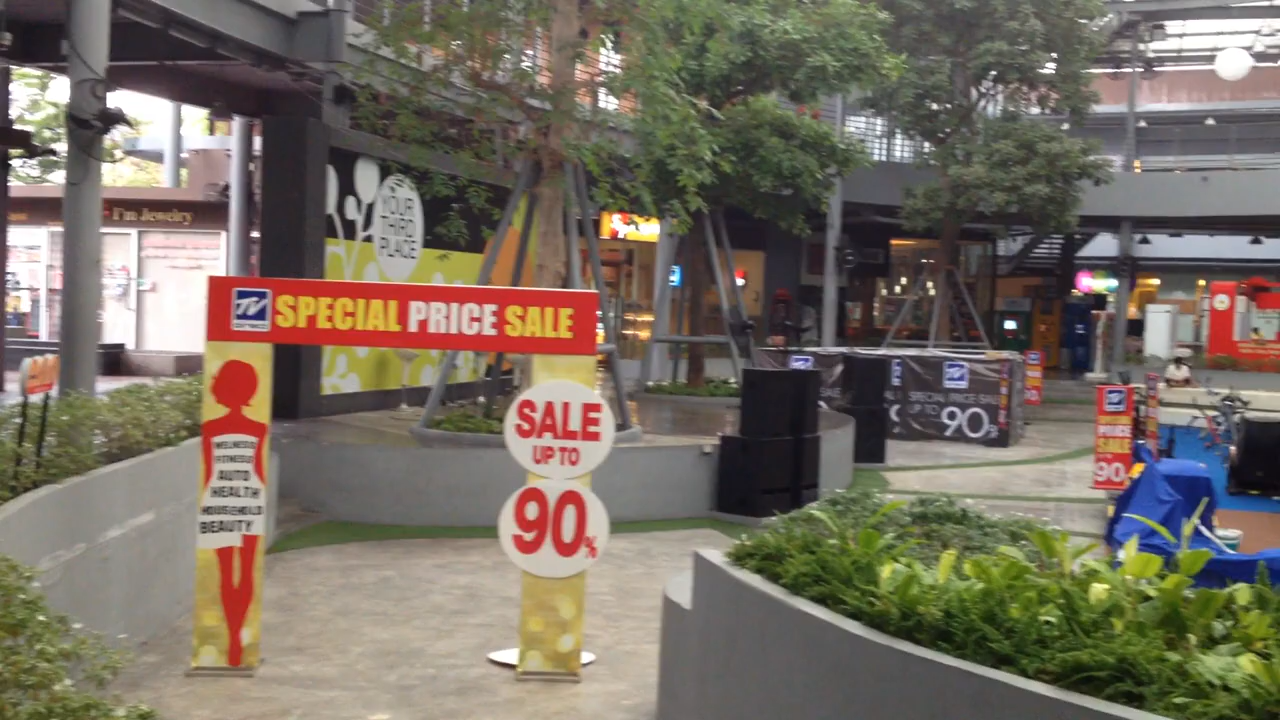 I'm Jewelry
YOUR
THIRD
PLACE
TV
SPECIAL PRICE SALE
WELLNESS
FITNESS
AUTO
HEALTH
HOUSEHOLD
BEAUTY
SALE
UP TO
90%
TV
SPECIAL PRICE SALE
UP TO 90%
SALE
90